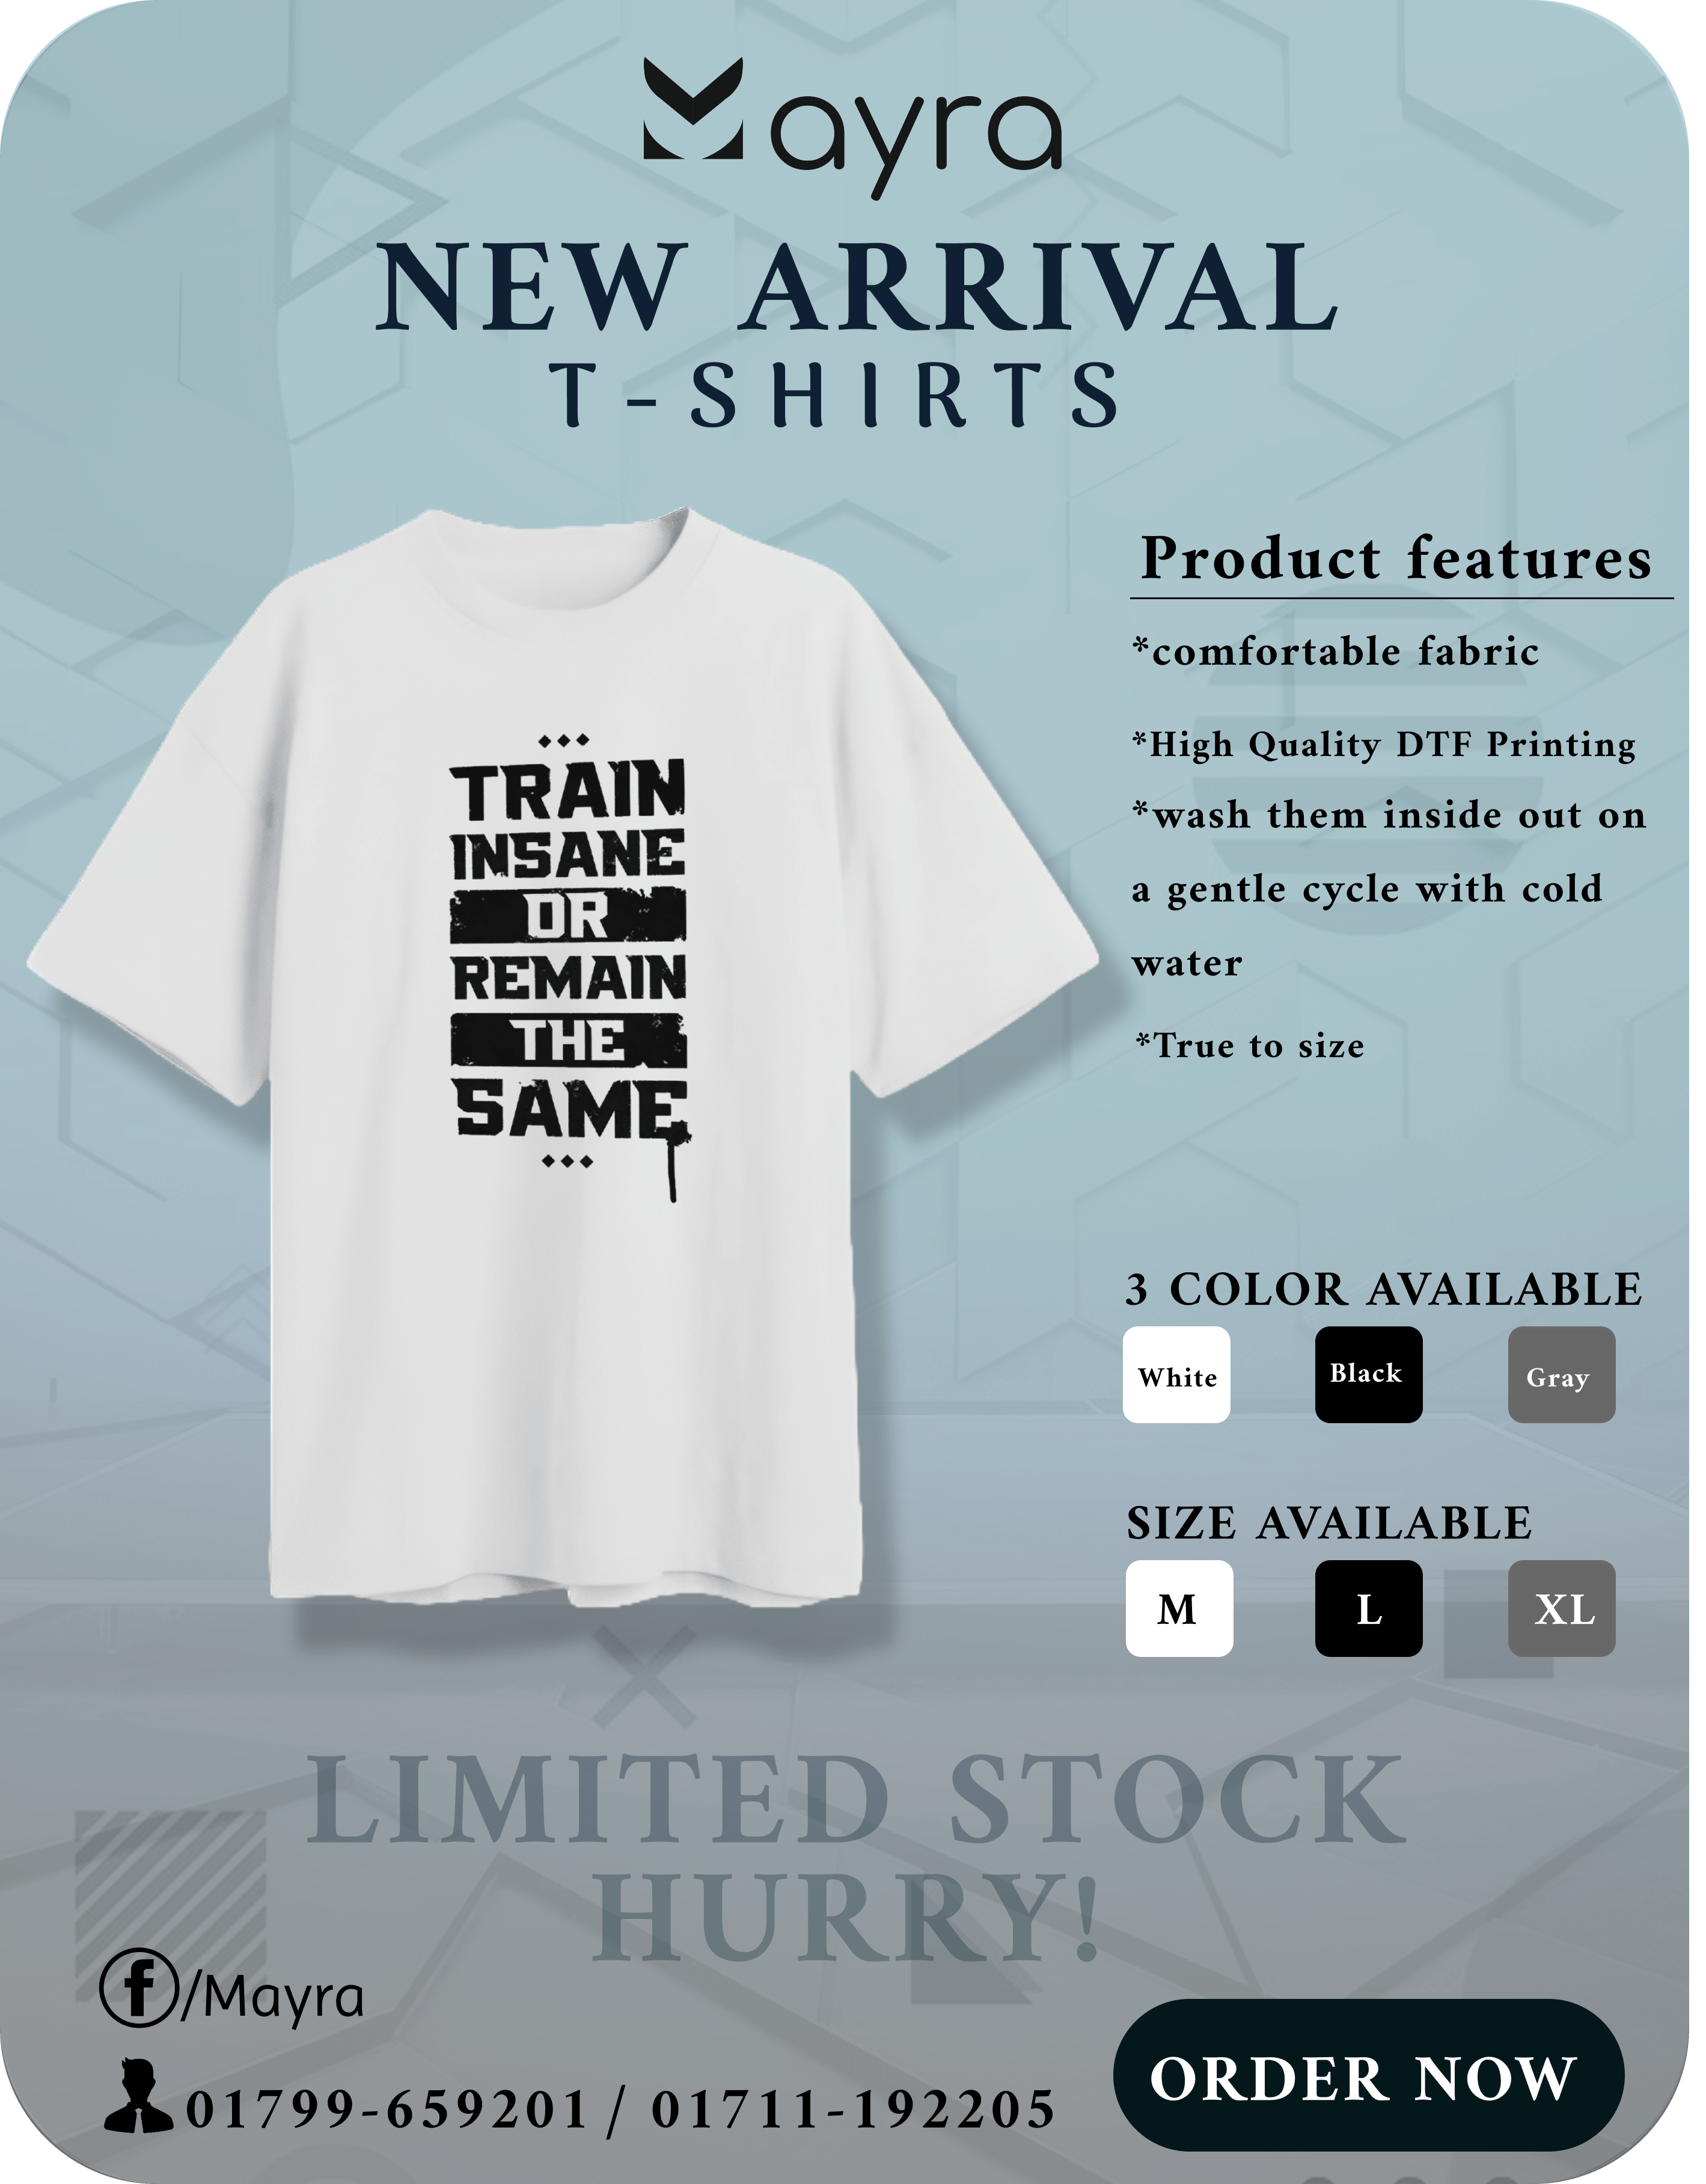 Mayra
NEW ARRIVAL
T-SHIRTS
TRAIN
INSANE
OR
REMAIN
THE
SAME
Product features
*comfortable fabric
*High Quality DTF Printing
*wash them inside out on
a gentle cycle with cold
water
*True to size
3 COLOR AVAILABLE
White Black Gray
SIZE AVAILABLE
M L XL
LIMITED STOCK
HURRY!
f/Mayra
01799-659201 / 01711-192205
ORDER NOW